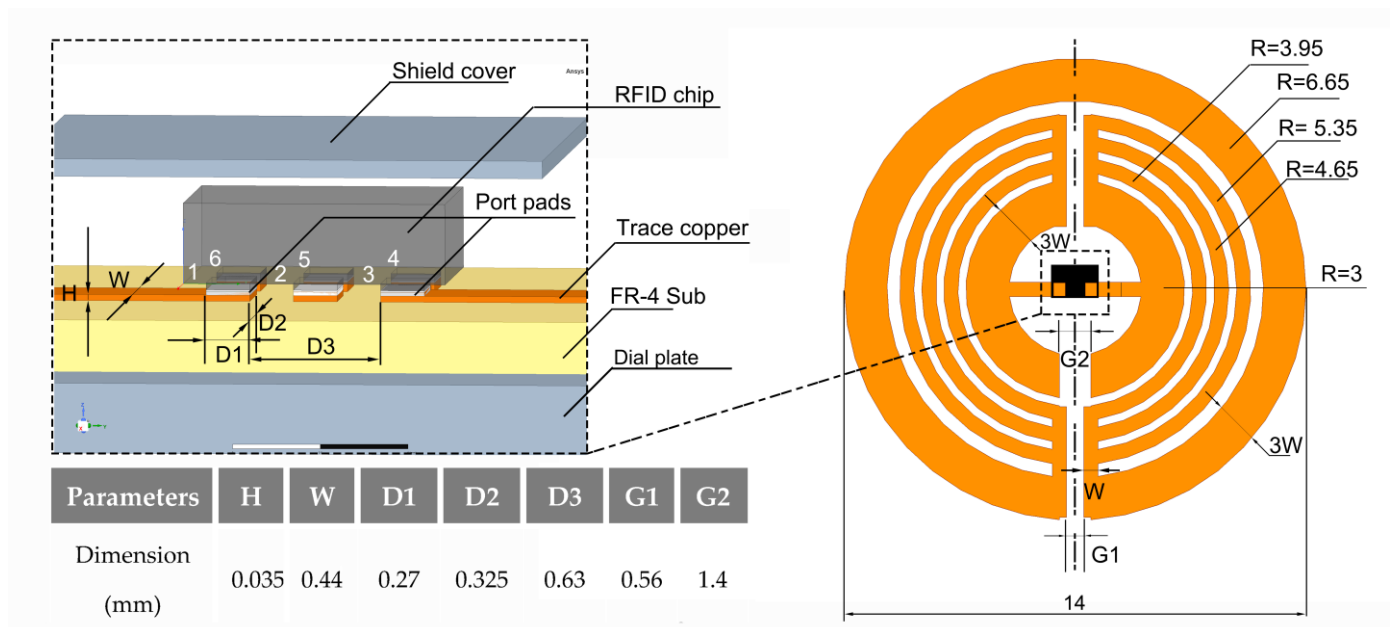 Shield cover
Ansys
RFID chip
Port pads
Trace copper
FR-4 Sub
Dial plate
1 6 2 5 3 4
W
H
D2
D1 D3
R=3.95
R=6.65
R= 5.35
R=4.65
R=3
3W
G2
3W
W
G1
14
Parameters H W D1 D2 D3 G1 G2
Dimension
(mm) 0.035 0.44 0.27 0.325 0.63 0.56 1.4